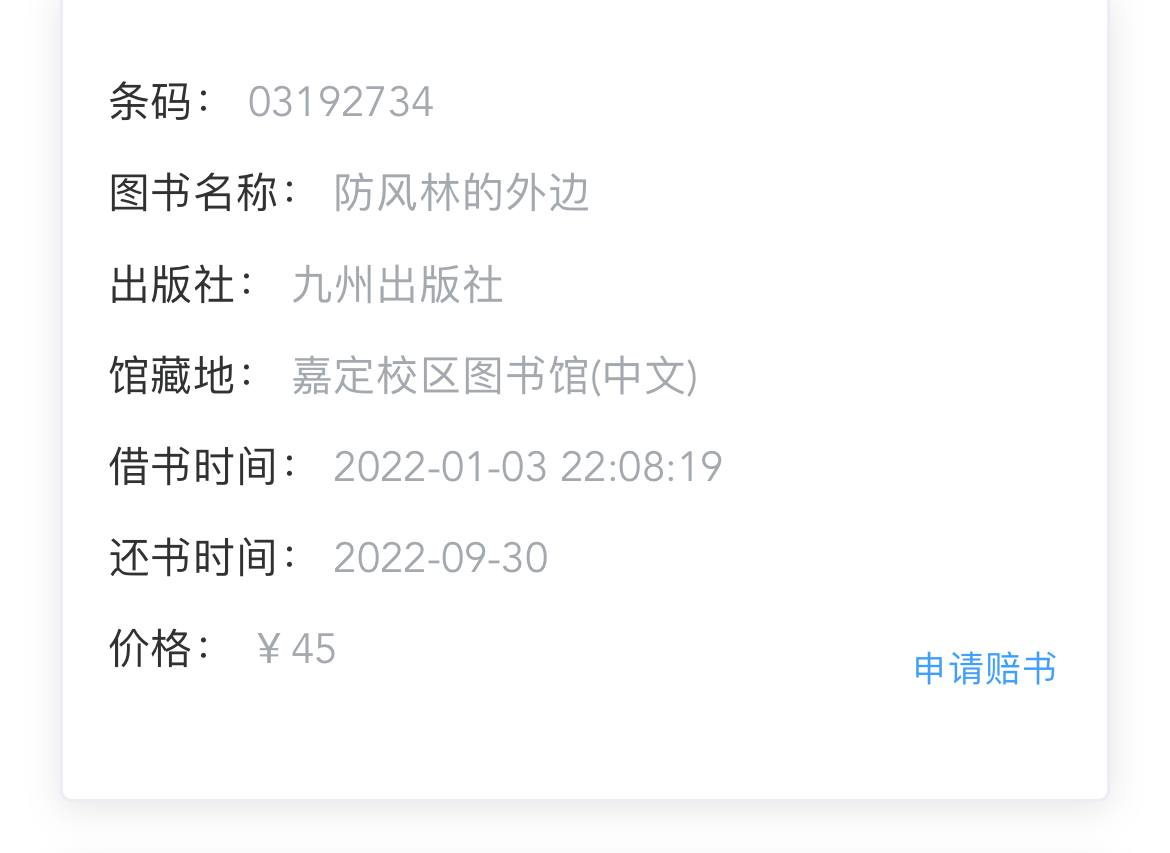 条码： 03192734
图书名称： 防风林的外边
出版社： 九州出版社
馆藏地： 嘉定校区图书馆(中文)
借书时间： 2022-01-03 22:08:19
还书时间： 2022-09-30
价格： ¥ 45
申请赔书